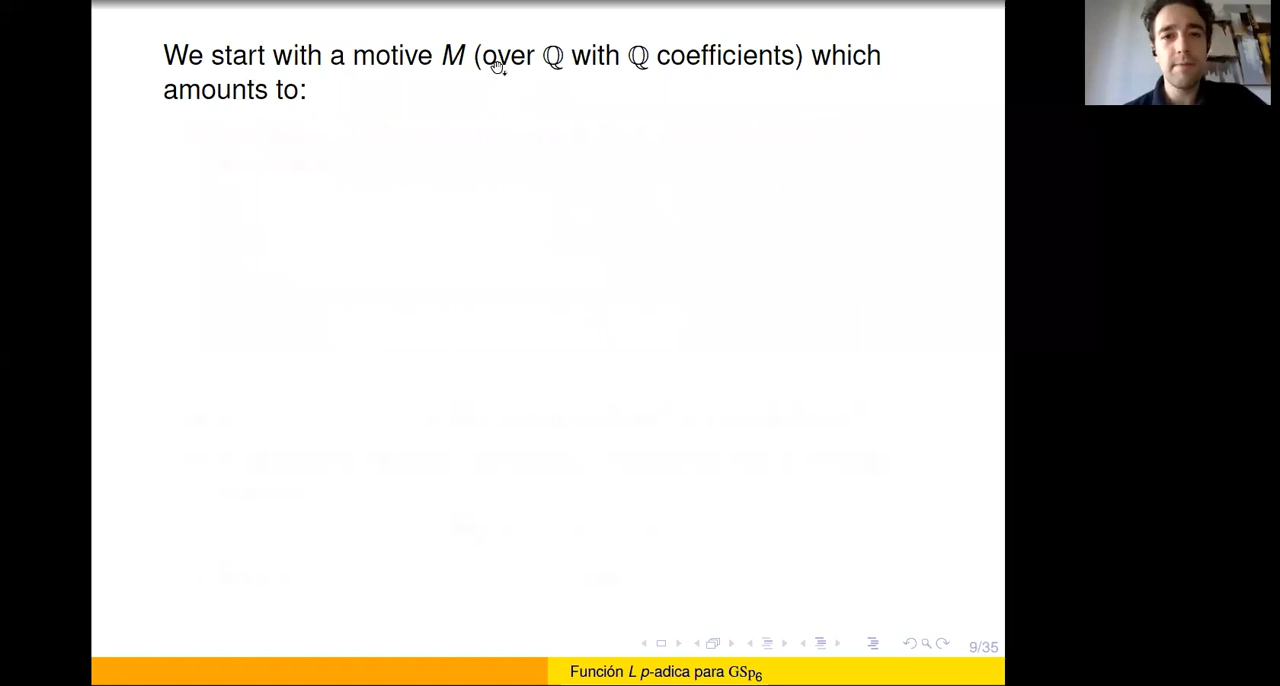 We start with a motive M (over ℚ with ℚ coefficients) which
amounts to:
9/35
Función L p-adica para GSp₆